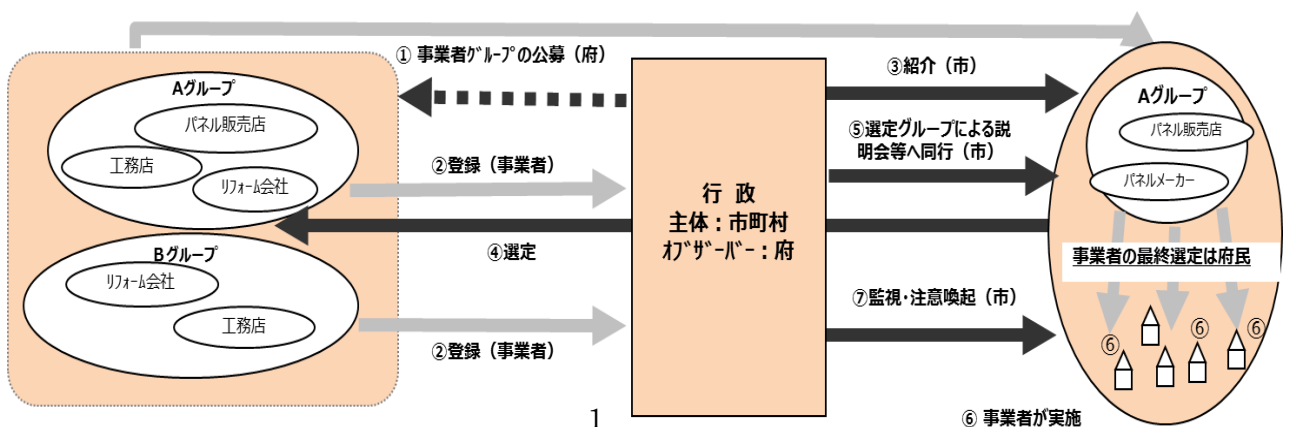 ① 事業者ｸﾞﾙｰﾌﾟの公募（府）
Aグループ
パネル販売店
工務店
ﾘﾌｫｰﾑ会社
②登録（事業者）
④選定
Bグループ
ﾘﾌｫｰﾑ会社
工務店
②登録（事業者）
行 政
主体：市町村
ｵﾌﾞｻﾞｰﾊﾞｰ：府
③紹介（市）
⑤選定グループによる説
明会等へ同行（市）
⑦監視･注意喚起（市）
Aグループ
パネル販売店
パネルメーカー
事業者の最終選定は府民
⑥
⑥
⑥
⑥ 事業者が実施
1